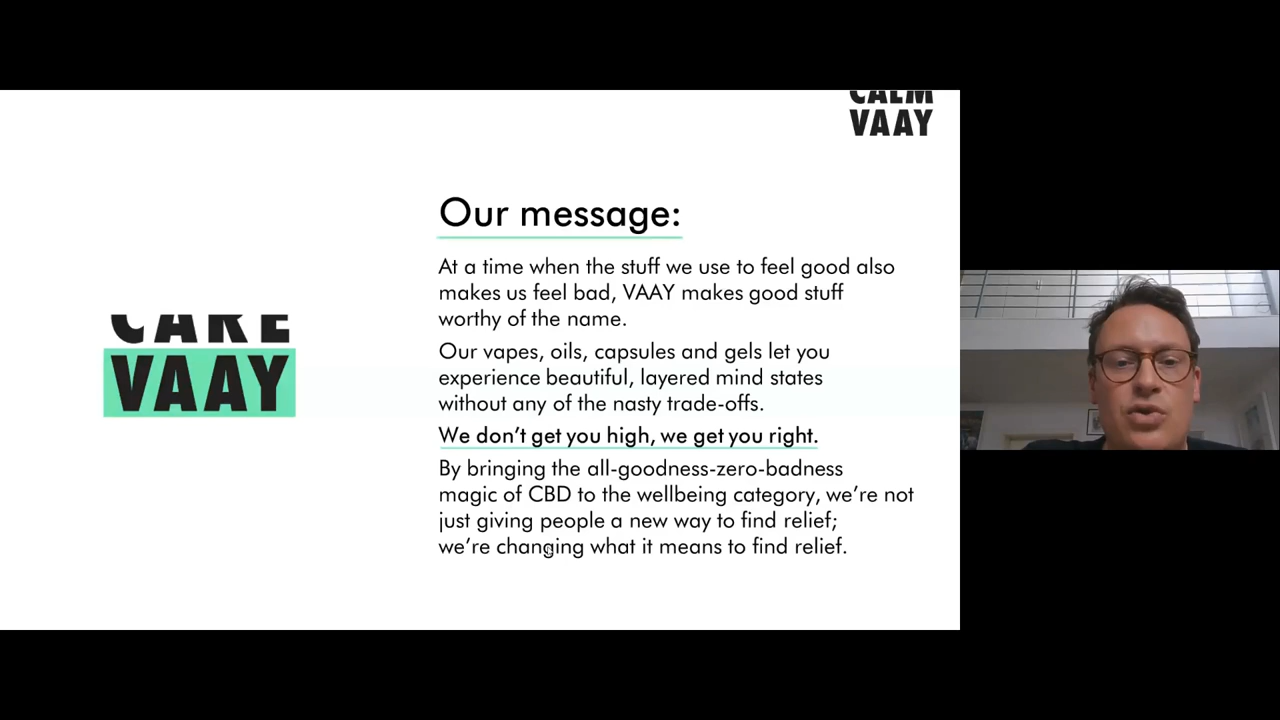 CALM
VAAY
Our message:
At a time when the stuff we use to feel good also
makes us feel bad, VAAY makes good stuff
worthy of the name.
Our vapes, oils, capsules and gels let you
experience beautiful, layered mind states
without any of the nasty trade-offs.
We don't get you high, we get you right.
By bringing the all-goodness-zero-badness
magic of CBD to the wellbeing category, we're not
just giving people a new way to find relief;
we're changing what it means to find relief.
CARE
VAAY